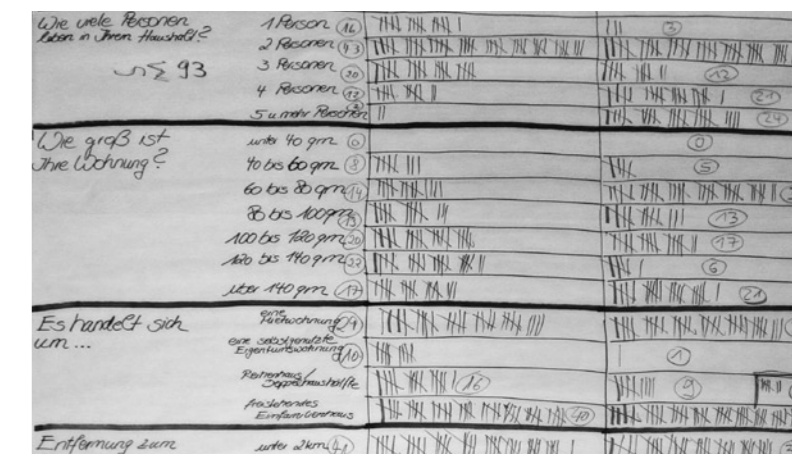 Wie viele Personen 1 Person 16 3
leben in Ihrem Haushalt? 2 Personen 43
∑ 93 3 Personen 20 12
4 Personen 12 21
5 u mehr Personen 24
Wie groß ist unter 40 qm 0 0
Ihre Wohnung? 40 bis 60 qm 8 5
60 bis 80 qm 14
80 bis 100 qm 13 13
100 bis 120 qm 20 17
120 bis 140 qm 22 6
über 140 qm 17 21
Es handelt sich eine Mietwohnung
um ... eine selbstgenutzte Eigentumswohnung 10 1
Reihenhaus/
Doppelhaushälfte 16 9
freistehendes
Einfamilienhaus 40
Entfernung zum unter 2 km 41